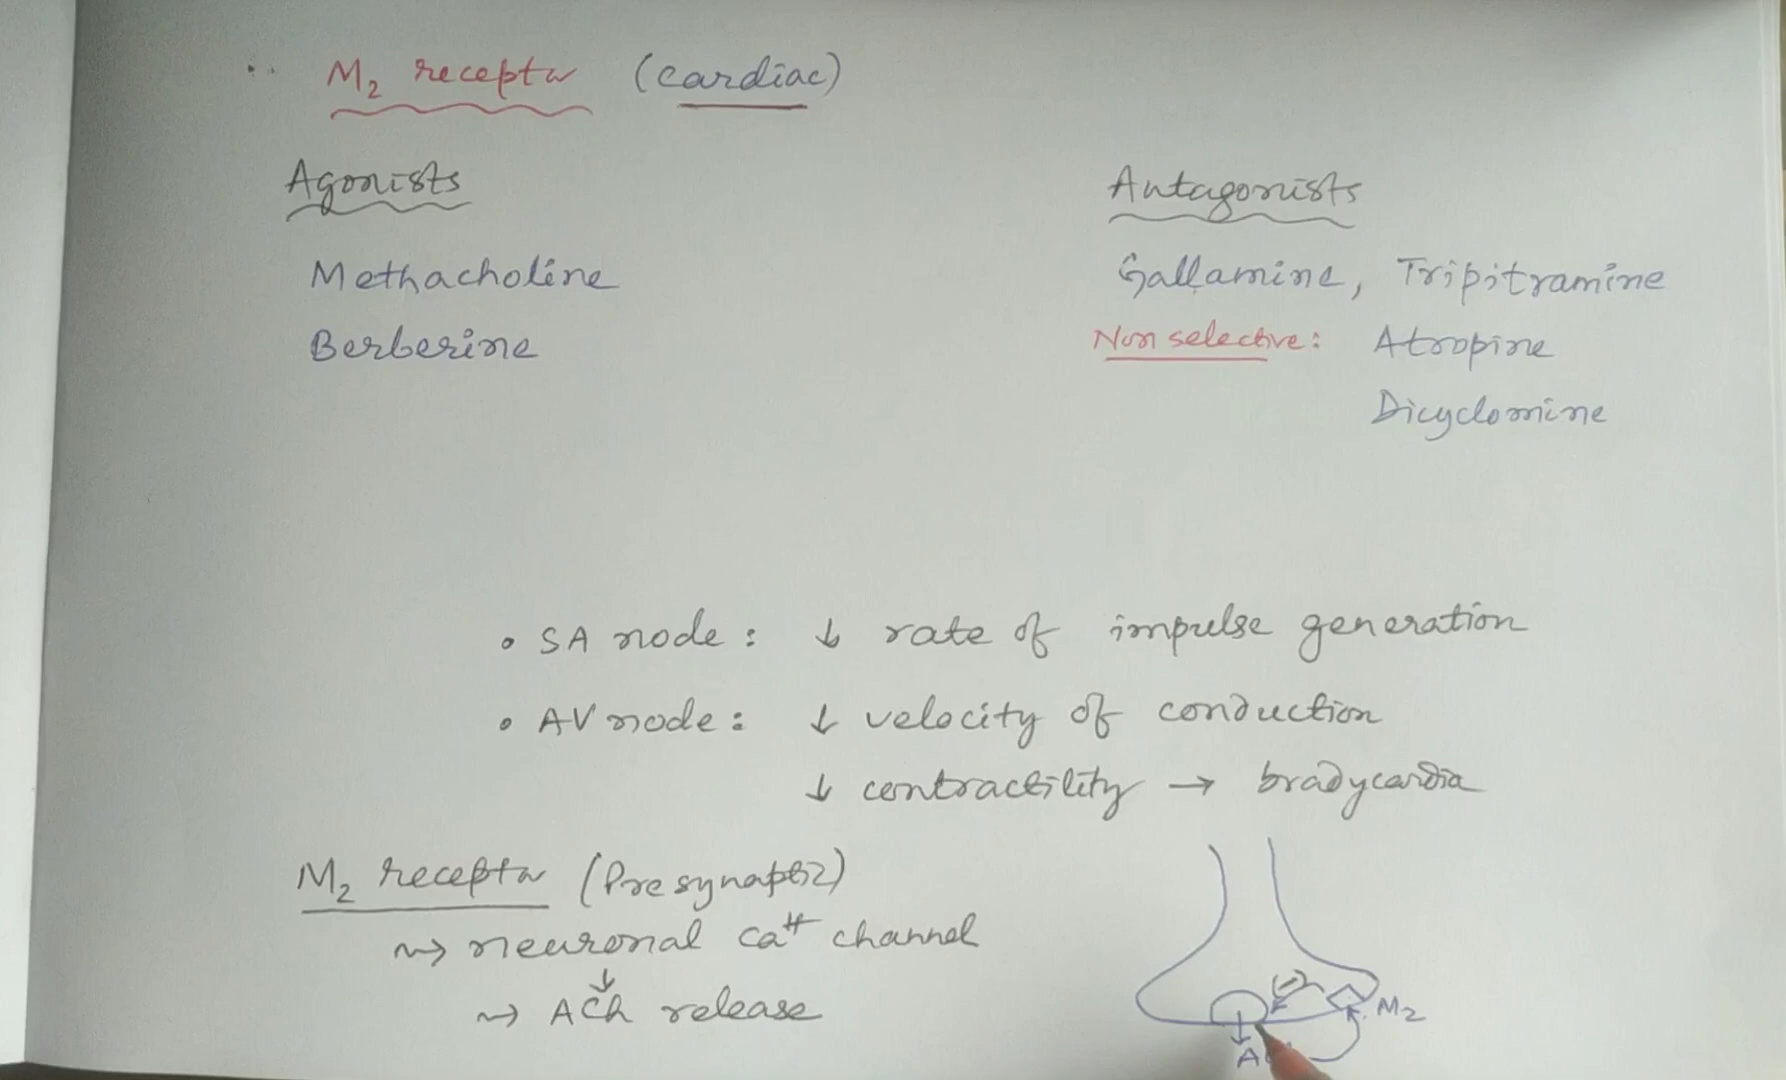 M2 receptor (cardiac)
Agonists
Antagonists
Methacholine
Gallamine, Tripitramine
Berberine
Non selective: Atropine
Dicyclomine
• SA node: ↓ rate of impulse generation
• AV node: ↓ velocity of conduction
↓ contractility → bradycardia
M2 receptor (Presynaptic)
⇝ neuronal Ca++ channel
↓
⇝ ACh release
(-)
M2